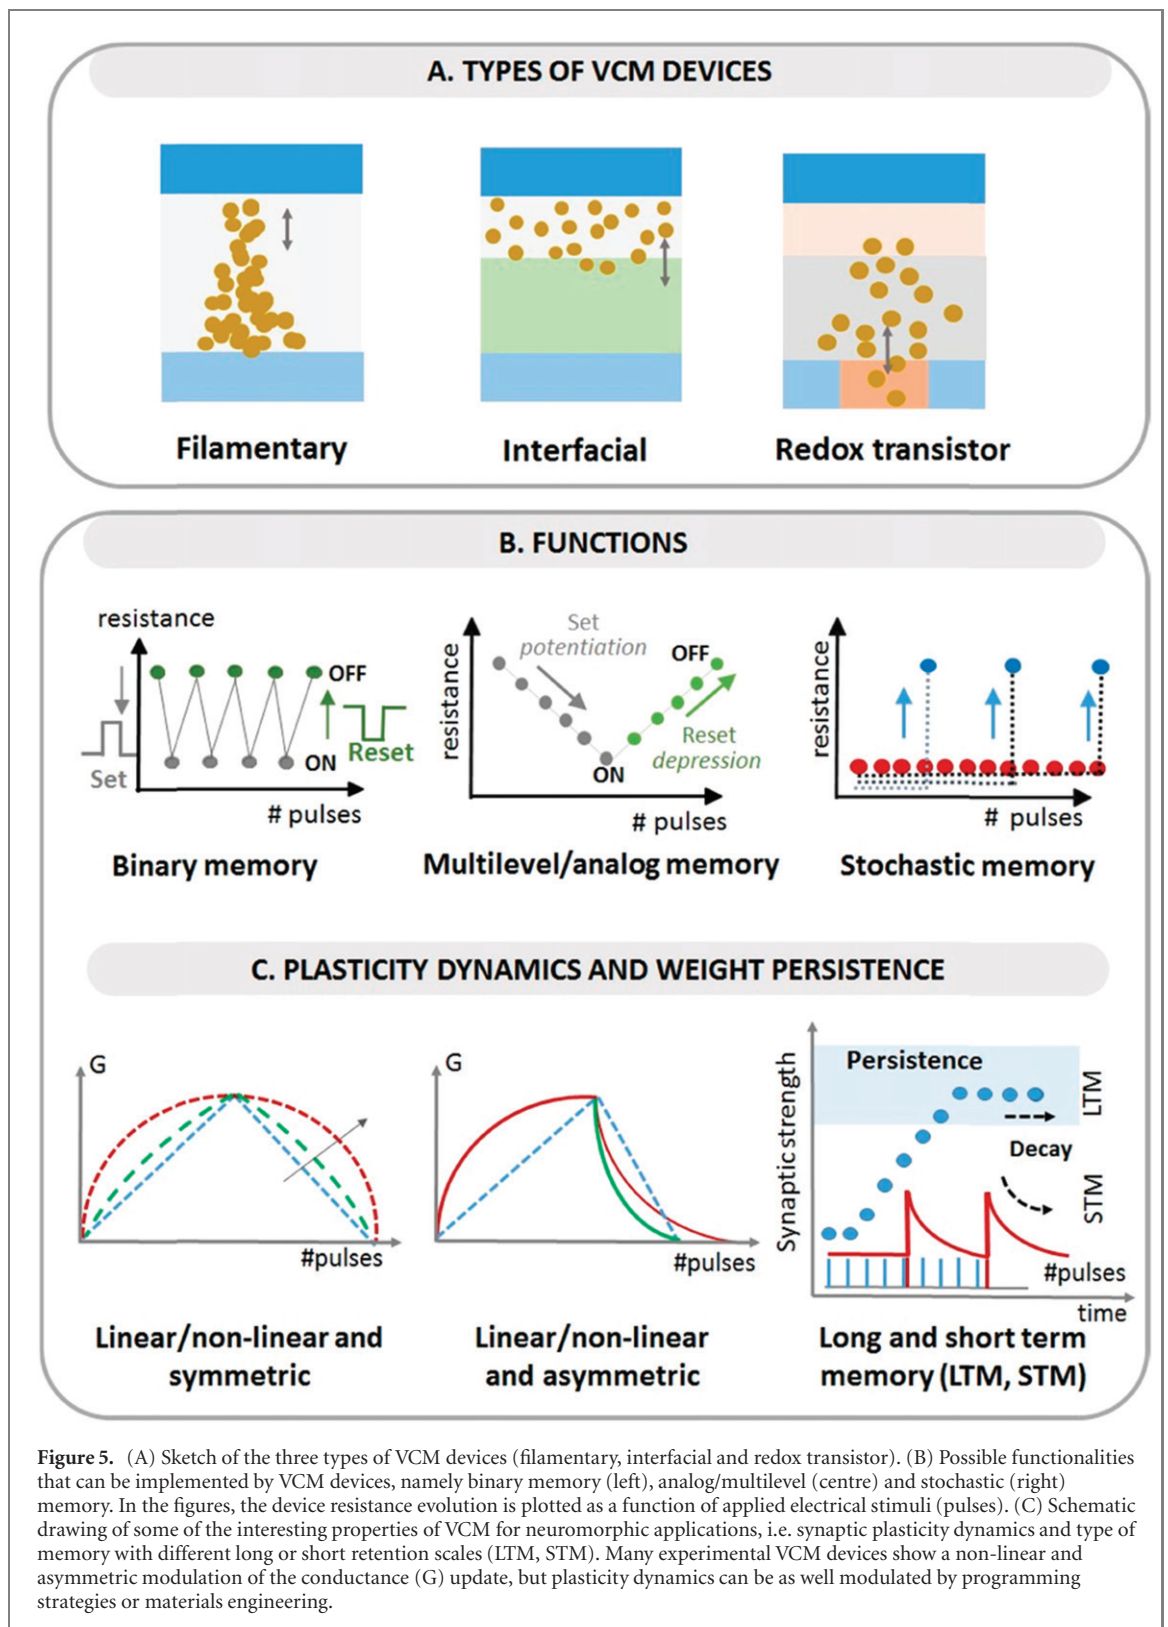 A. TYPES OF VCM DEVICES
Filamentary
Interfacial
Redox transistor
B. FUNCTIONS
resistance
OFF
ON
Set
Reset
# pulses
Binary memory
resistance
Set
potentiation
OFF
ON
Reset
depression
# pulses
Multilevel/analog memory
resistance
# pulses
Stochastic memory
C. PLASTICITY DYNAMICS AND WEIGHT PERSISTENCE
G
#pulses
Linear/non-linear and
symmetric
G
#pulses
Linear/non-linear
and asymmetric
Synaptic strength
Persistence
LTM
Decay
STM
#pulses
time
Long and short term
memory (LTM, STM)
Figure 5. (A) Sketch of the three types of VCM devices (filamentary, interfacial and redox transistor). (B) Possible functionalities
that can be implemented by VCM devices, namely binary memory (left), analog/multilevel (centre) and stochastic (right)
memory. In the figures, the device resistance evolution is plotted as a function of applied electrical stimuli (pulses). (C) Schematic
drawing of some of the interesting properties of VCM for neuromorphic applications, i.e. synaptic plasticity dynamics and type of
memory with different long or short retention scales (LTM, STM). Many experimental VCM devices show a non-linear and
asymmetric modulation of the conductance (G) update, but plasticity dynamics can be as well modulated by programming
strategies or materials engineering.